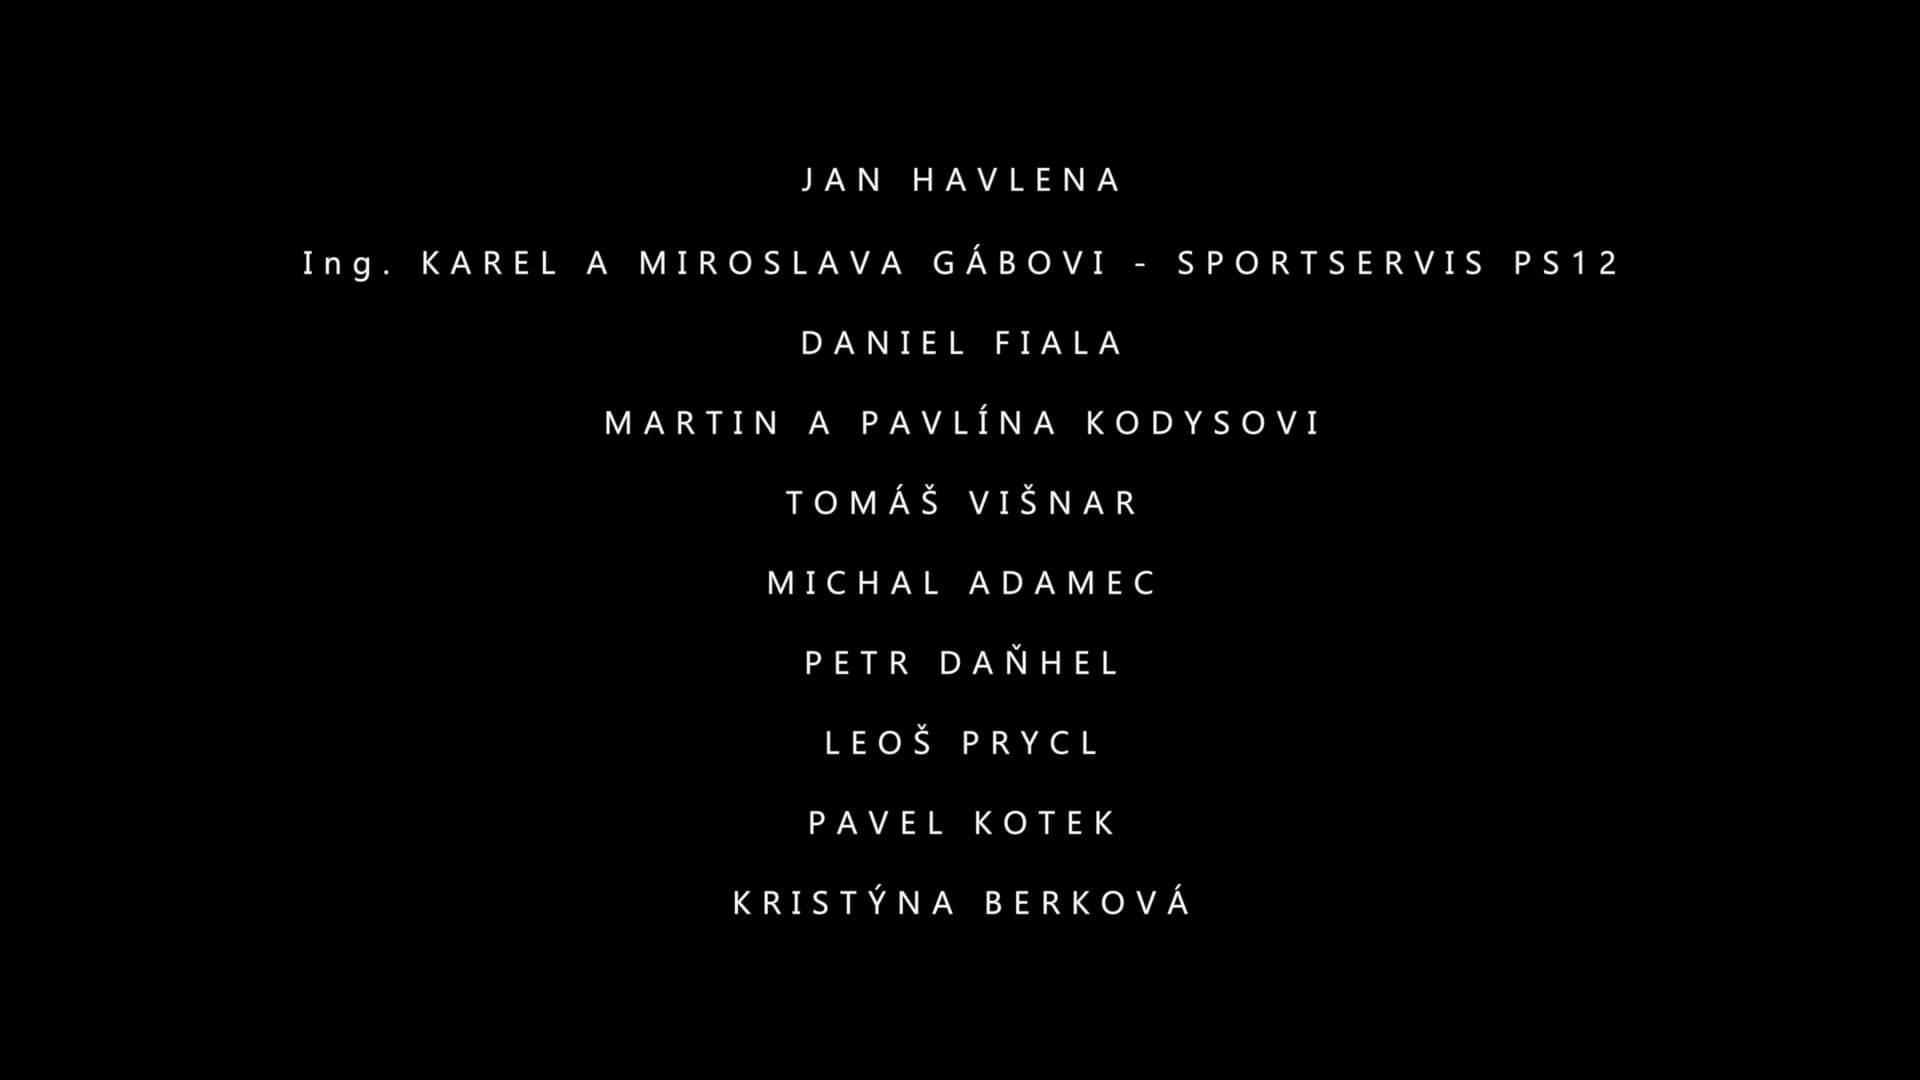 JAN HAVLENA
Ing. KAREL A MIROSLAVA GÁBOVI - SPORTSERVIS PS12
DANIEL FIALA
MARTIN A PAVLÍNA KODYSOVI
TOMÁŠ VIŠNAR
MICHAL ADAMEC
PETR DAŇHEL
LEOŠ PRYCL
PAVEL KOTEK
KRISTÝNA BERKOVÁ